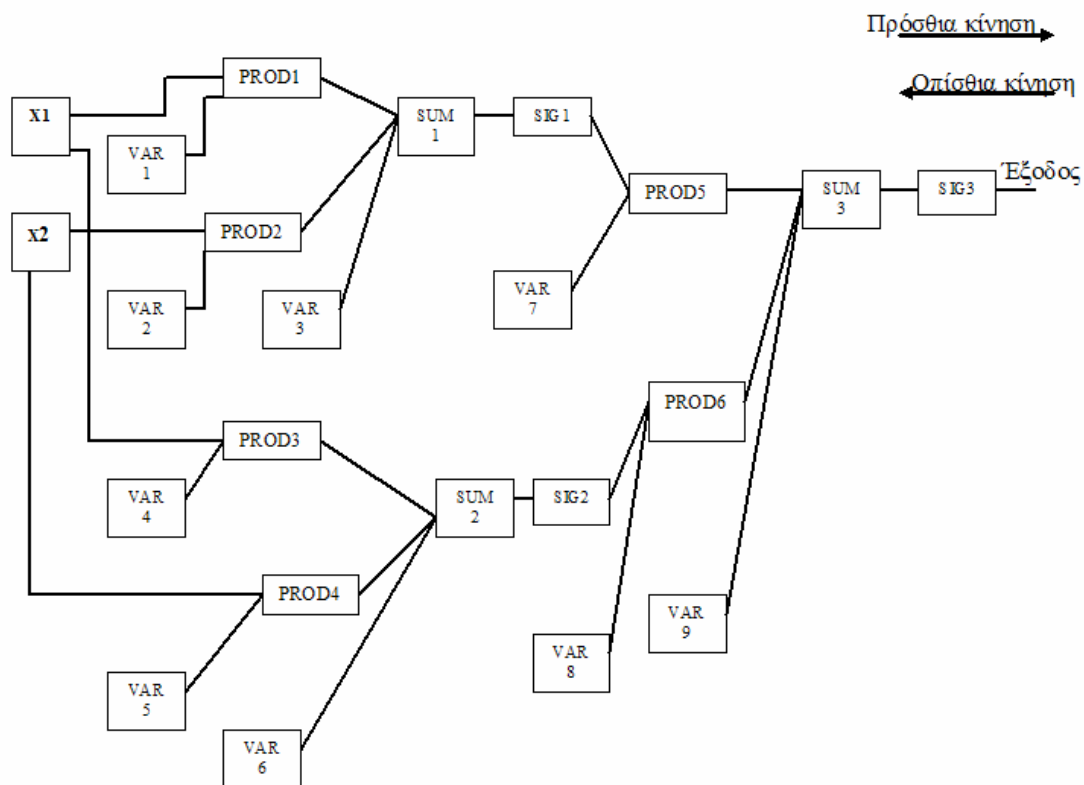 Πρόσθια κίνηση
Οπίσθια κίνηση
X1
PROD1
VAR
1
SUM
1
SIG1
X2
PROD2
VAR
2
VAR
3
PROD5
VAR
7
SUM
3
SIG3
Έξοδος
PROD6
PROD3
VAR
4
SUM
2
SIG2
PROD4
VAR
5
VAR
6
VAR
8
VAR
9